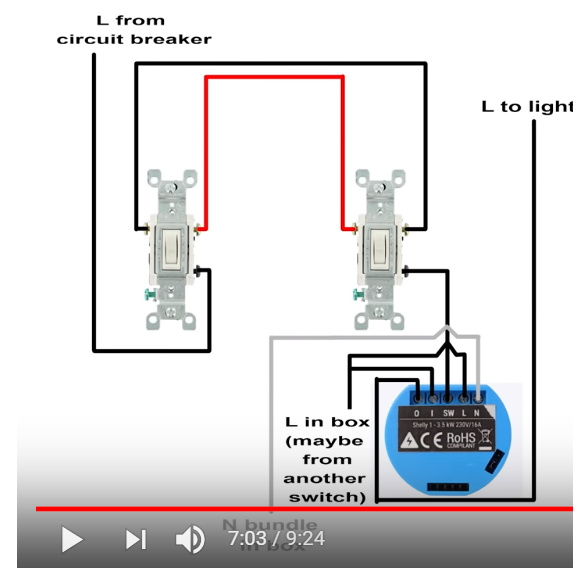 L from
circuit breaker
L to light
L in box
(maybe
from
another
switch)
O I SW L N
Shelly 1 - 3.5 kW 230V/16A
CE RoHS
COMPLIANT
N bundle
in box
7:03 / 9:24